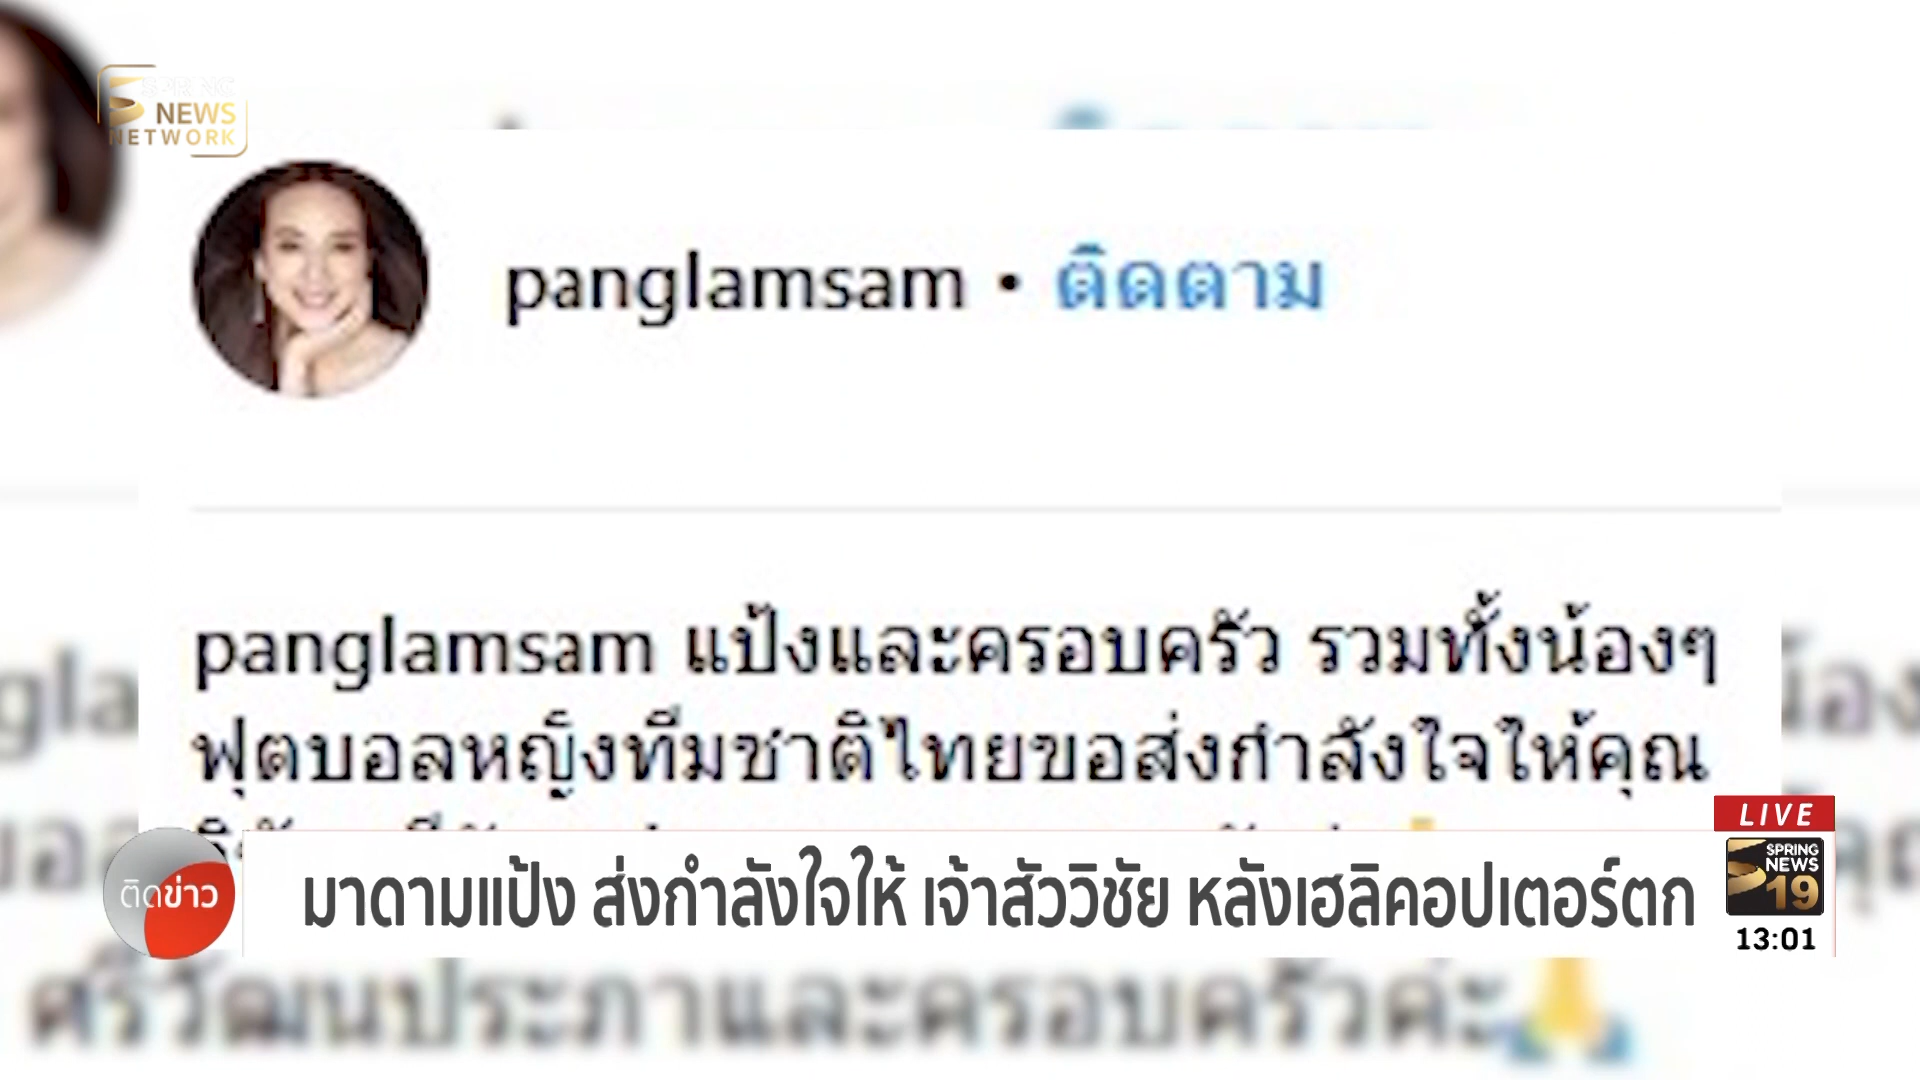 SPRING
NEWS
NETWORK
panglamsam • ติดตาม
panglamsam แป้งและครอบครัว รวมทั้งน้องๆ
ฟุตบอลหญิงทีมชาติไทยขอส่งกำลังใจให้คุณ
LIVE
ติดข่าว
มาดามแป้ง ส่งกำลังใจให้ เจ้าสัววิชัย หลังเฮลิคอปเตอร์ตก
SPRING
NEWS
19
13:01
ศรีวัฒนประภาและครอบครัวค่ะ🙏